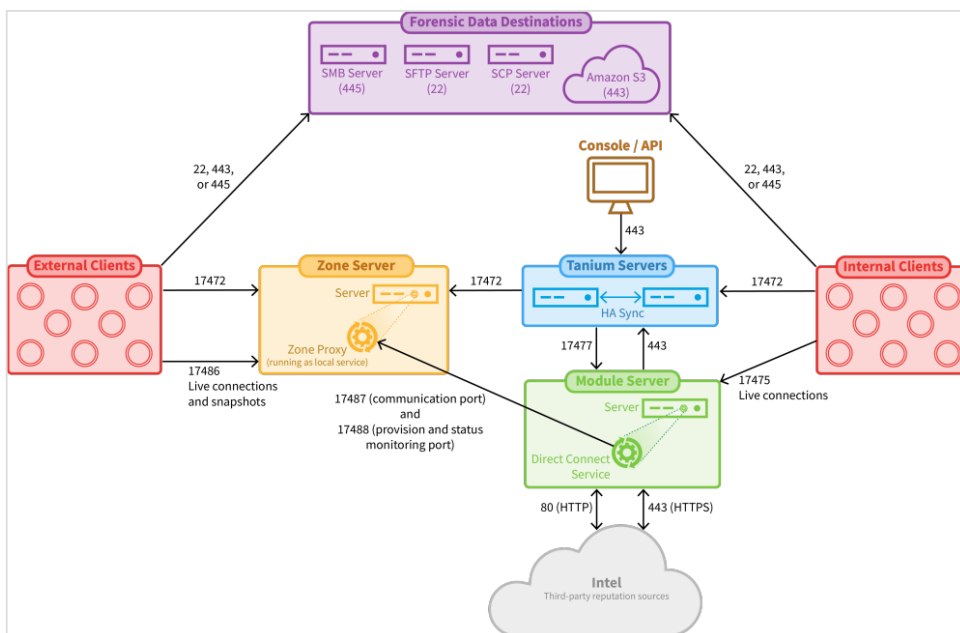 Forensic Data Destinations
SMB Server
(445)
SFTP Server
(22)
SCP Server
(22)
Amazon S3
(443)
Console / API
22, 443,
or 445
22, 443,
or 445
443
External Clients
Zone Server
Tanium Servers
Internal Clients
17472
17472
17472
Server
HA Sync
Zone Proxy
(running as local service)
17477
443
17486
Live connections
and snapshots
Module Server
17475
Live connections
17487 (communication port)
and
17488 (provision and status
monitoring port)
Server
Direct Connect
Service
80 (HTTP)
443 (HTTPS)
Intel
Third-party reputation sources